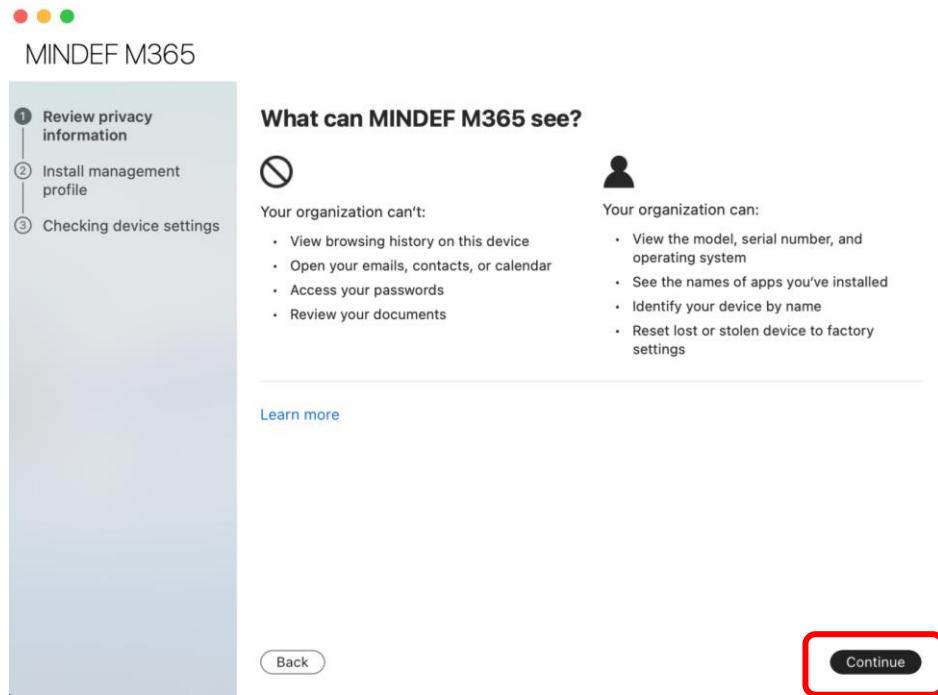 MINDEF M365
1 Review privacy
information
2 Install management
profile
3 Checking device settings
What can MINDEF M365 see?
Your organization can't:
• View browsing history on this device
• Open your emails, contacts, or calendar
• Access your passwords
• Review your documents
Your organization can:
• View the model, serial number, and
operating system
• See the names of apps you've installed
• Identify your device by name
• Reset lost or stolen device to factory
settings
Learn more
Back
Continue